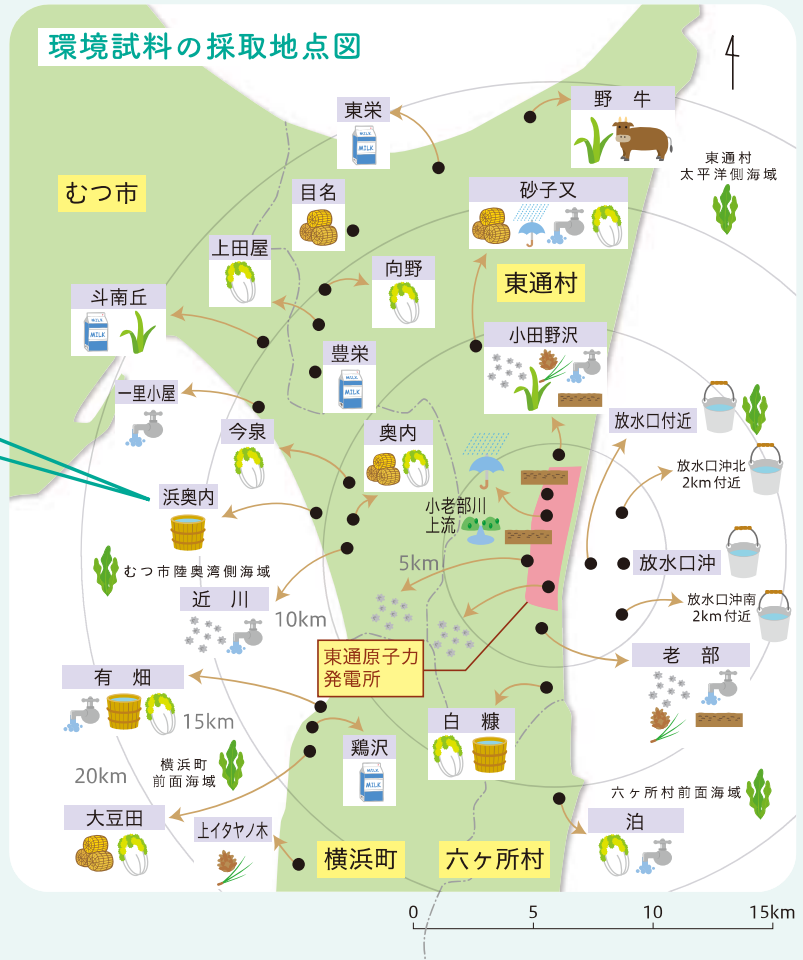 環境試料の採取地点図
東栄
MILK
野 牛
東通村
太平洋側海域
むつ市
目名
砂子又
上田屋
向野
東通村
斗南丘
MILK
小田野沢
豊栄
MILK
一里小屋
今泉
奥内
放水口付近
放水口沖北
2km付近
浜奥内
小老部川
上流
放水口沖
むつ市陸奥湾側海域
5km
近 川
10km
放水口沖南
2km付近
東通原子力
発電所
老 部
有 畑
15km
白 糠
鶏沢
MILK
横浜町
前面海域
20km
六ヶ所村前面海域
大豆田
上イタヤノ木
泊
横浜町
六ヶ所村
0 5 10 15km